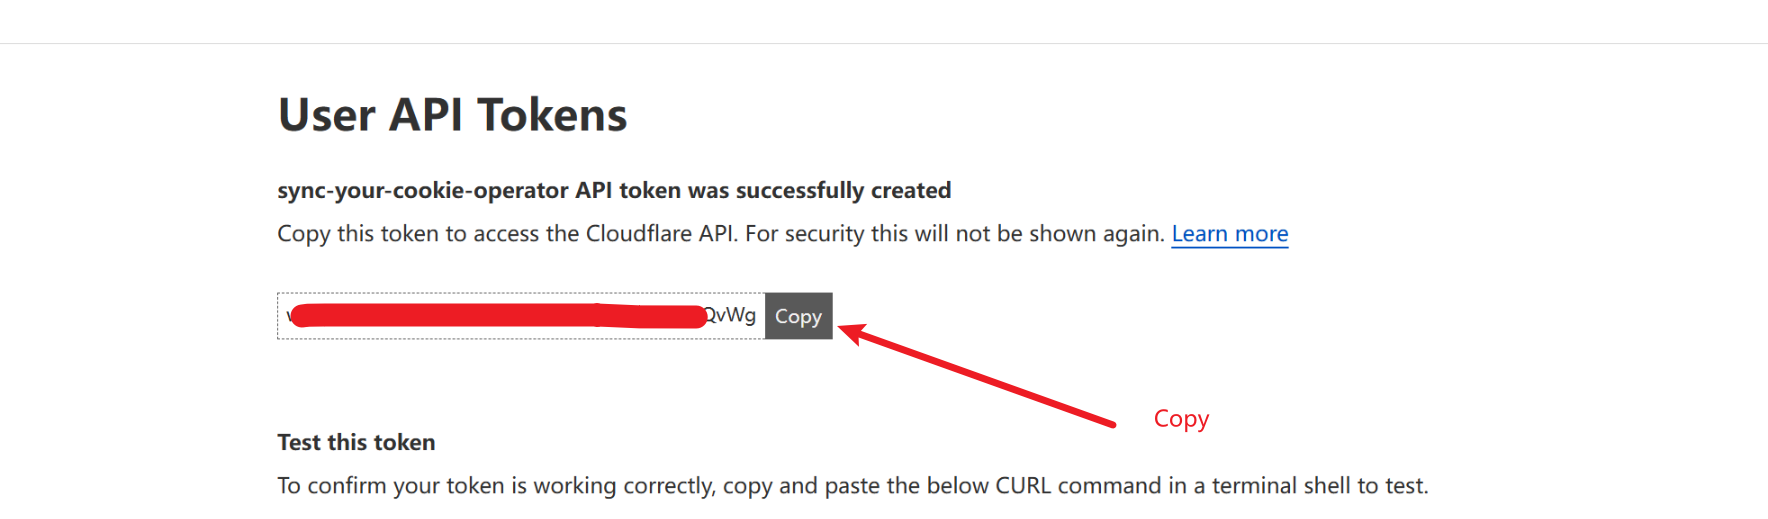 User API Tokens
sync-your-cookie-operator API token was successfully created
Copy this token to access the Cloudflare API. For security this will not be shown again. Learn more
QvWg Copy
Copy
Test this token
To confirm your token is working correctly, copy and paste the below CURL command in a terminal shell to test.